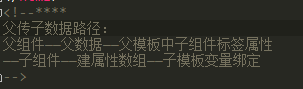 <!--****
父传子数据路径:
父组件—父数据—父模板中子组件标签属性
—子组件—建属性数组—子模板变量绑定
-->